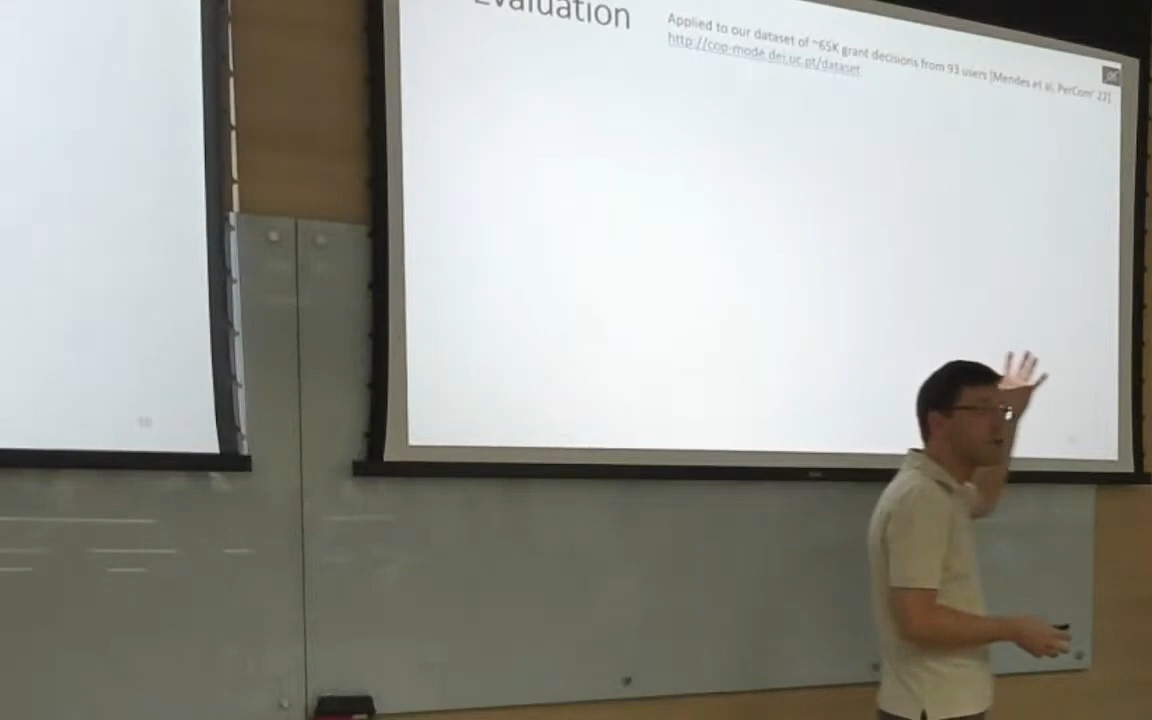 Evaluation
Applied to our dataset of ~65K grant decisions from 93 users [Mendes et al, PerCom' 22]
http://cop-mode.dei.uc.pt/dataset